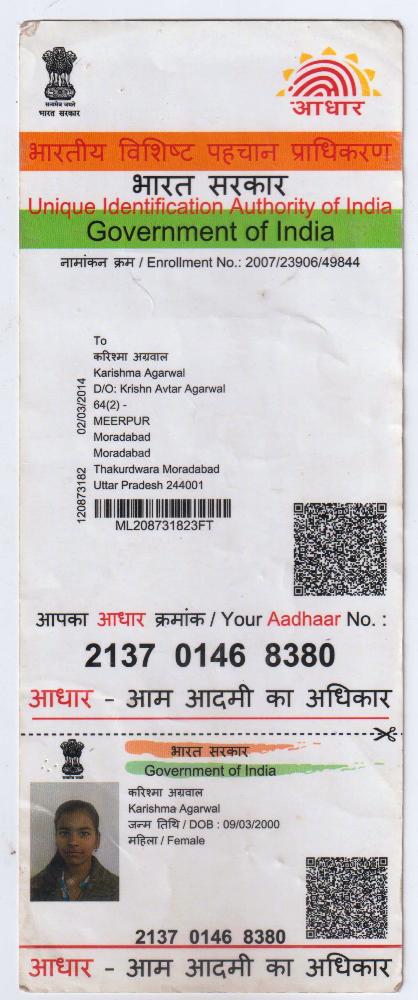 सत्यमेव जयते
भारत सरकार
आधार
भारतीय विशिष्ट पहचान प्राधिकरण
भारत सरकार
Unique Identification Authority of India
Government of India
नामांकन क्रम / Enrollment No.: 2007/23906/49844
To
करिश्मा अग्रवाल
Karishma Agarwal
D/O: Krishn Avtar Agarwal
64(2) -
MEERPUR
Moradabad
Moradabad
Thakurdwara Moradabad
Uttar Pradesh 244001
120873182 02/03/2014
ML208731823FT
आपका आधार क्रमांक / Your Aadhaar No. :
2137 0146 8380
आधार - आम आदमी का अधिकार
भारत सरकार
Government of India
करिश्मा अग्रवाल
Karishma Agarwal
जन्म तिथि / DOB : 09/03/2000
महिला / Female
2137 0146 8380
आधार - आम आदमी का अधिकार